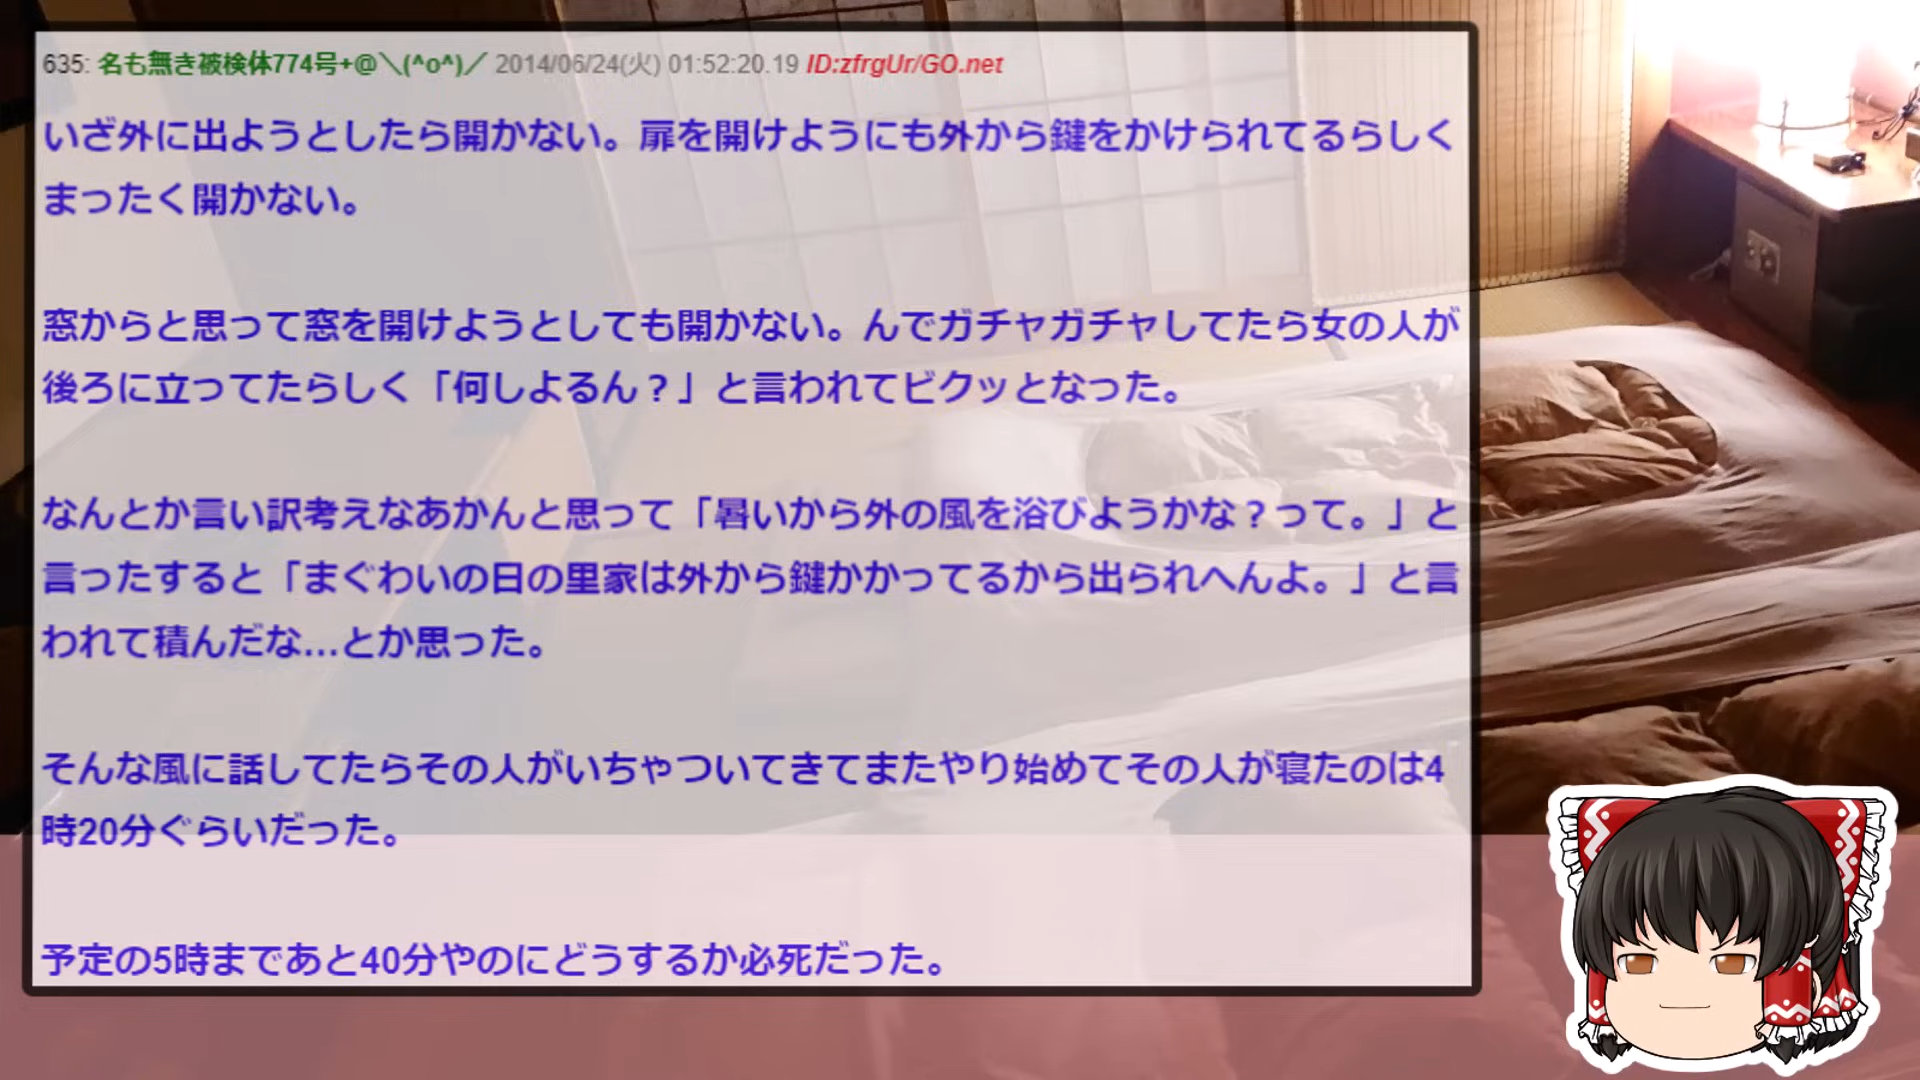 635: 名も無き被検体774号+@＼(^o^)／ 2014/06/24(火) 01:52:20.19 ID:zfrgUr/GO.net
いざ外に出ようとしたら開かない。扉を開けようにも外から鍵をかけられてるらしく
まったく開かない。
窓からと思って窓を開けようとしても開かない。んでガチャガチャしてたら女の人が
後ろに立ってたらしく「何しよるん？」と言われてビクッとなった。
なんとか言い訳考えなあかんと思って「暑いから外の風を浴びようかな？って。」と
言ったすると「まぐわいの日の里家は外から鍵かかってるから出られへんよ。」と言
われて積んだな…とか思った。
そんな風に話してたらその人がいちゃついてきてまたやり始めてその人が寝たのは4
時20分ぐらいだった。
予定の5時まであと40分やのにどうするか必死だった。